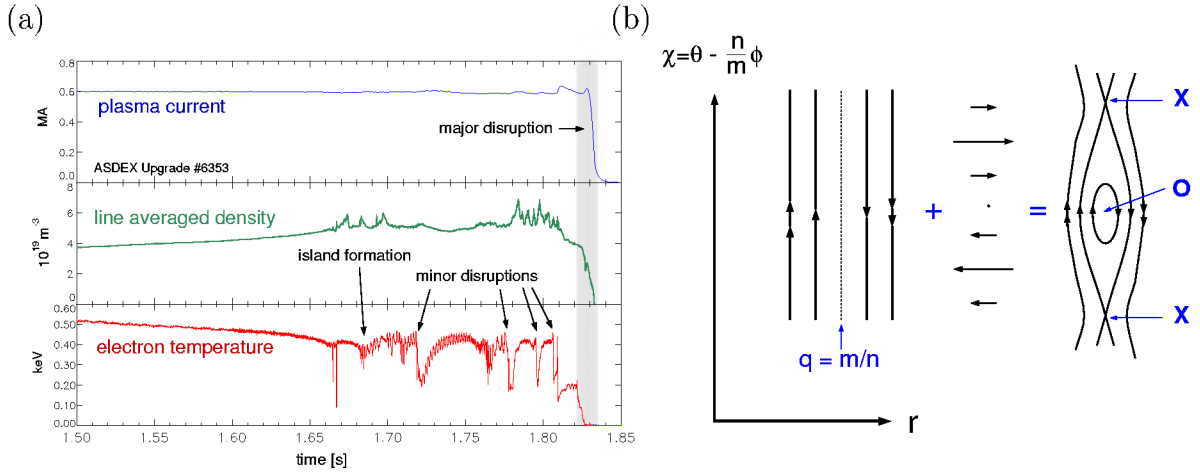 (a)
0.8
0.6
0.4
0.2
0.0
MA
plasma current
major disruption
ASDEX Upgrade #6353
8
6
4
2
0
10^19 m^-3
line averaged density
island formation
minor disruptions
0.60
0.50
0.40
0.30
0.20
0.10
0.00
keV
electron temperature
1.50 1.55 1.60 1.65 1.70 1.75 1.80 1.85
time [s]
(b)
χ=θ - n/m ϕ
q = m/n
r
+
=
X
O
X